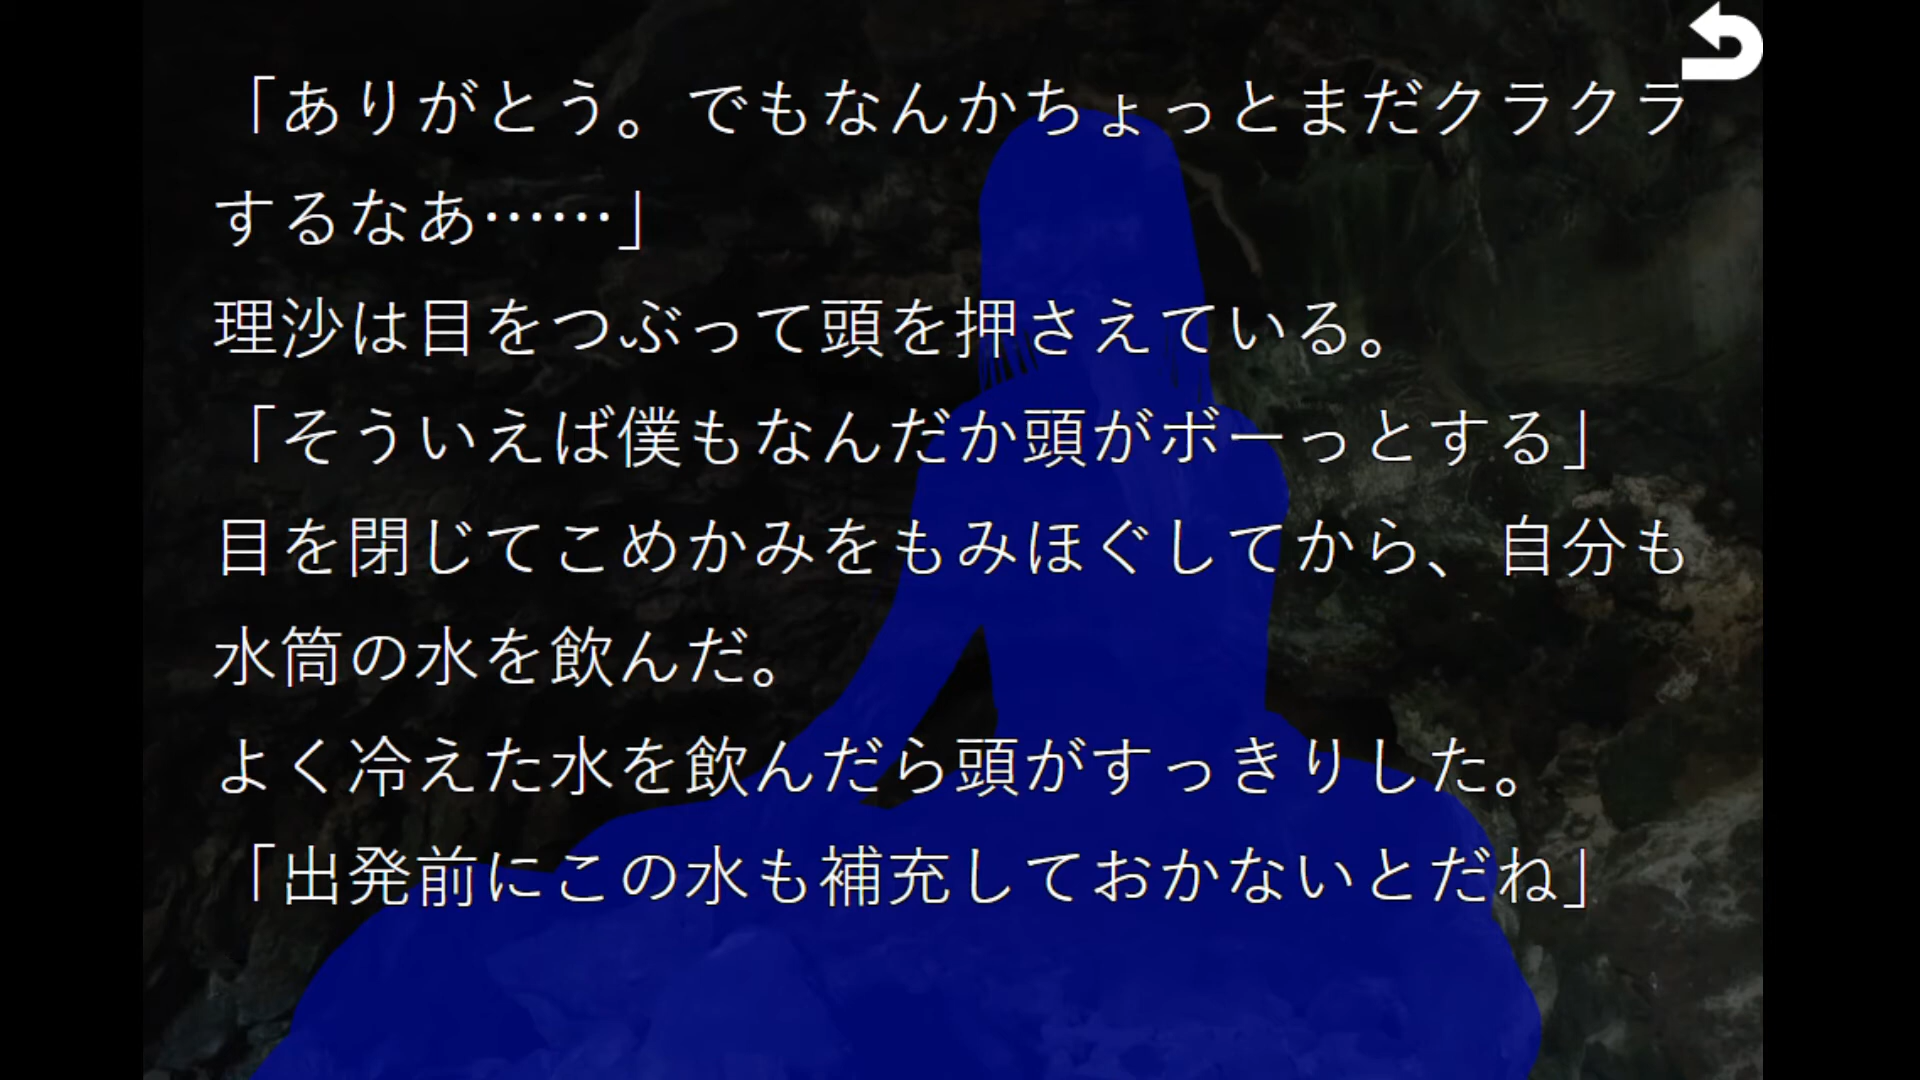 「ありがとう。でもなんかちょっとまだクラクラ
するなあ……」
理沙は目をつぶって頭を押さえている。
「そういえば僕もなんだか頭がボーっとする」
目を閉じてこめかみをもみほぐしてから、自分も
水筒の水を飲んだ。
よく冷えた水を飲んだら頭がすっきりした。
「出発前にこの水も補充しておかないとだね」